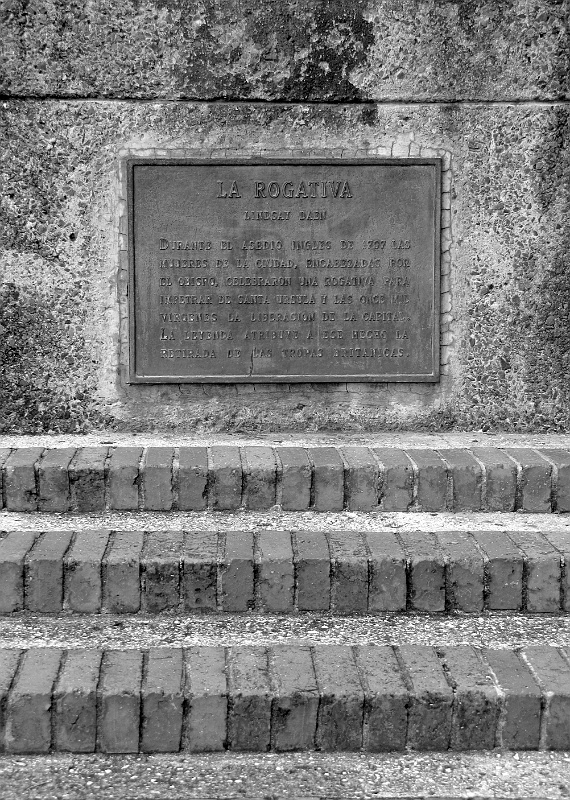 LA ROGATIVA
LINDSAY DAEN
DURANTE EL ASEDIO INGLES DE 1797 LAS
MUJERES DE LA CIUDAD, ENCABEZADAS POR
EL OBISPO, CELEBRARON UNA ROGATIVA PARA
IMPETRAR DE SANTA URSULA Y LAS ONCE MIL
VIRGENES LA LIBERACION DE LA CAPITAL.
LA LEYENDA ATRIBUYE A ESE HECHO LA
RETIRADA DE LAS TROPAS BRITANICAS.